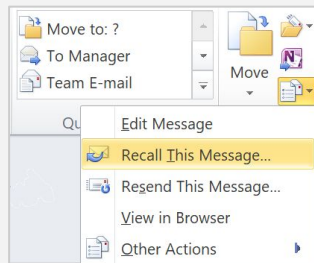 Move to: ?
To Manager
Team E-mail
Move
Qu
Edit Message
Recall This Message...
Resend This Message...
View in Browser
Other Actions